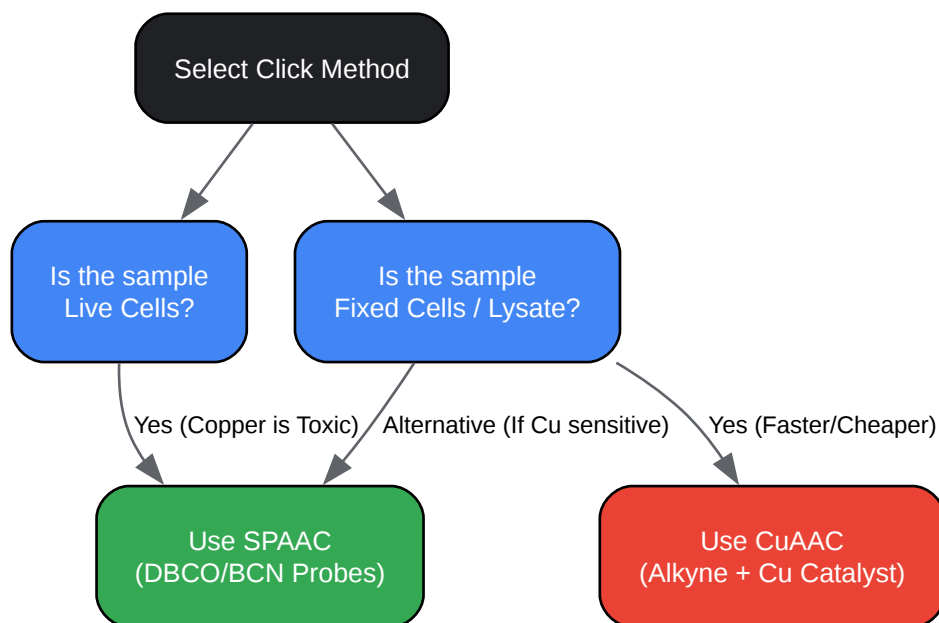 Select Click Method
Is the sample
Live Cells?
Is the sample
Fixed Cells / Lysate?
Yes (Copper is Toxic)
Alternative (If Cu sensitive)
Yes (Faster/Cheaper)
Use SPAAC
(DBCO/BCN Probes)
Use CuAAC
(Alkyne + Cu Catalyst)